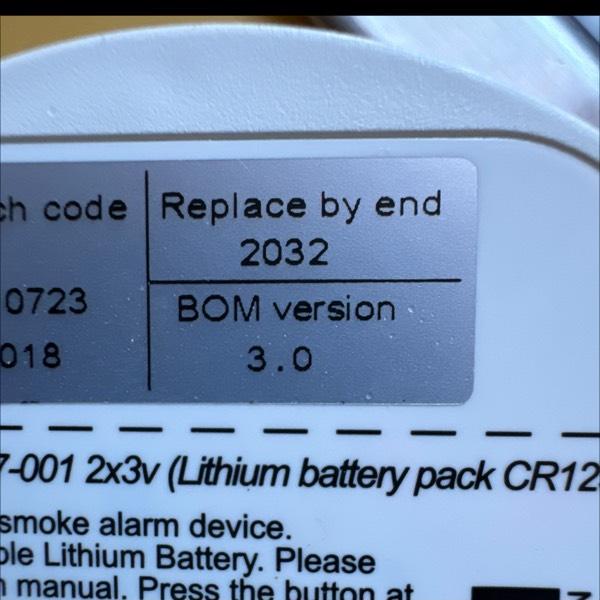 ch code
Replace by end
2032
0723
018
BOM version
3.0
7-001 2x3v (Lithium battery pack CR12
smoke alarm device.
ble Lithium Battery. Please
manual. Press the button at